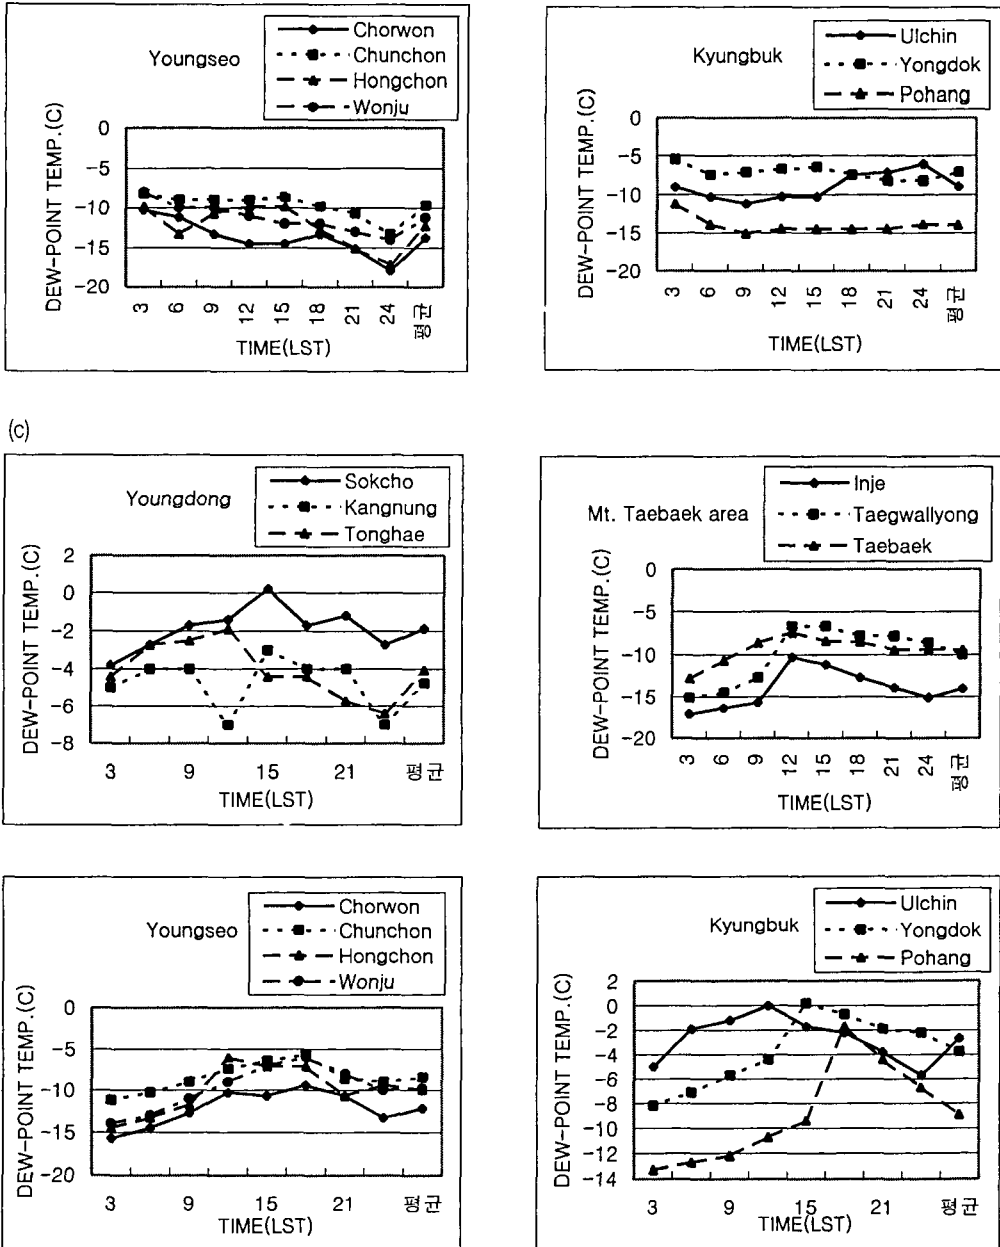 Youngseo
Chorwon
Chunchon
Hongchon
Wonju
DEW-POINT TEMP.(C)
0
-5
-10
-15
-20
3 6 9 12 15 18 21 24 평균
TIME(LST)
Kyungbuk
Ulchin
Yongdok
Pohang
DEW-POINT TEMP.(C)
0
-5
-10
-15
-20
3 6 9 12 15 18 21 24 평균
TIME(LST)
(c)
Youngdong
Sokcho
Kangnung
Tonghae
DEW-POINT TEMP.(C)
2
0
-2
-4
-6
-8
3 9 15 21 평균
TIME(LST)
Mt. Taebaek area
Inje
Taegwallyong
Taebaek
DEW-POINT TEMP.(C)
0
-5
-10
-15
-20
3 6 9 12 15 18 21 24 평균
TIME(LST)
Youngseo
Chorwon
Chunchon
Hongchon
Wonju
DEW-POINT TEMP.(C)
0
-5
-10
-15
-20
3 9 15 21 평균
TIME(LST)
Kyungbuk
Ulchin
Yongdok
Pohang
DEW-POINT TEMP.(C)
2
0
-2
-4
-6
-8
-10
-12
-14
3 9 15 21 평균
TIME(LST)